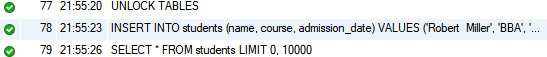 77 21:55:20 UNLOCK TABLES
78 21:55:23 INSERT INTO students (name, course, admission_date) VALUES ('Robert  Miller', 'BBA', '...
79 21:55:26 SELECT * FROM students LIMIT 0, 10000